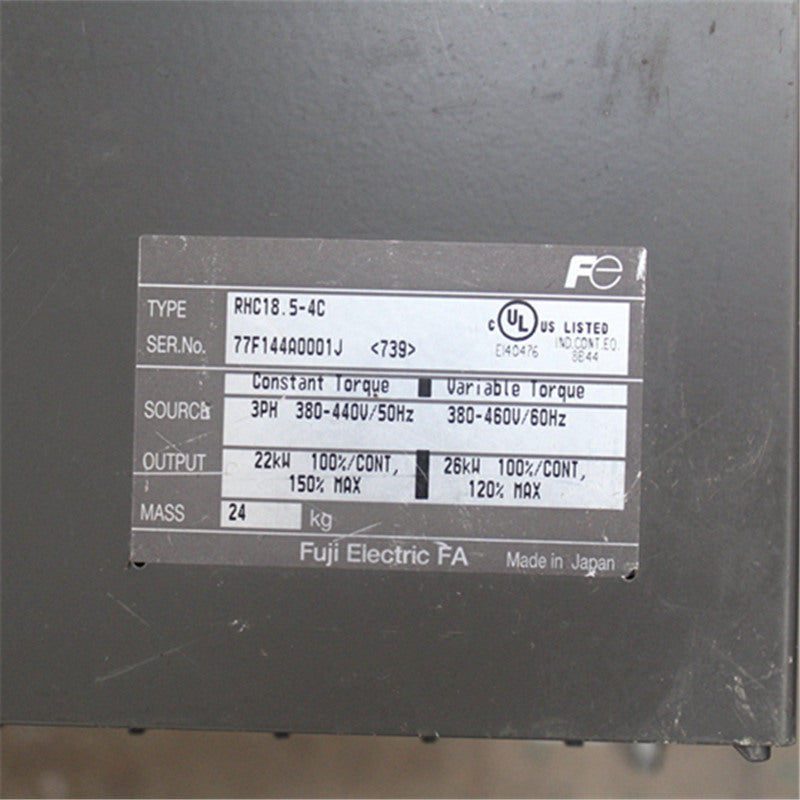 Fe
TYPE RHC18.5-4C
c UL US LISTED
SER.No. 77F144A0001J <739>
E140476 IND.CONT.EQ.
8B44
Constant Torque Variable Torque
SOURCE 3PH 380-440V/50Hz 380-460V/60Hz
OUTPUT 22kW 100%/CONT, 26kW 100%/CONT,
150% MAX 120% MAX
MASS 24 kg
Fuji Electric FA Made in Japan